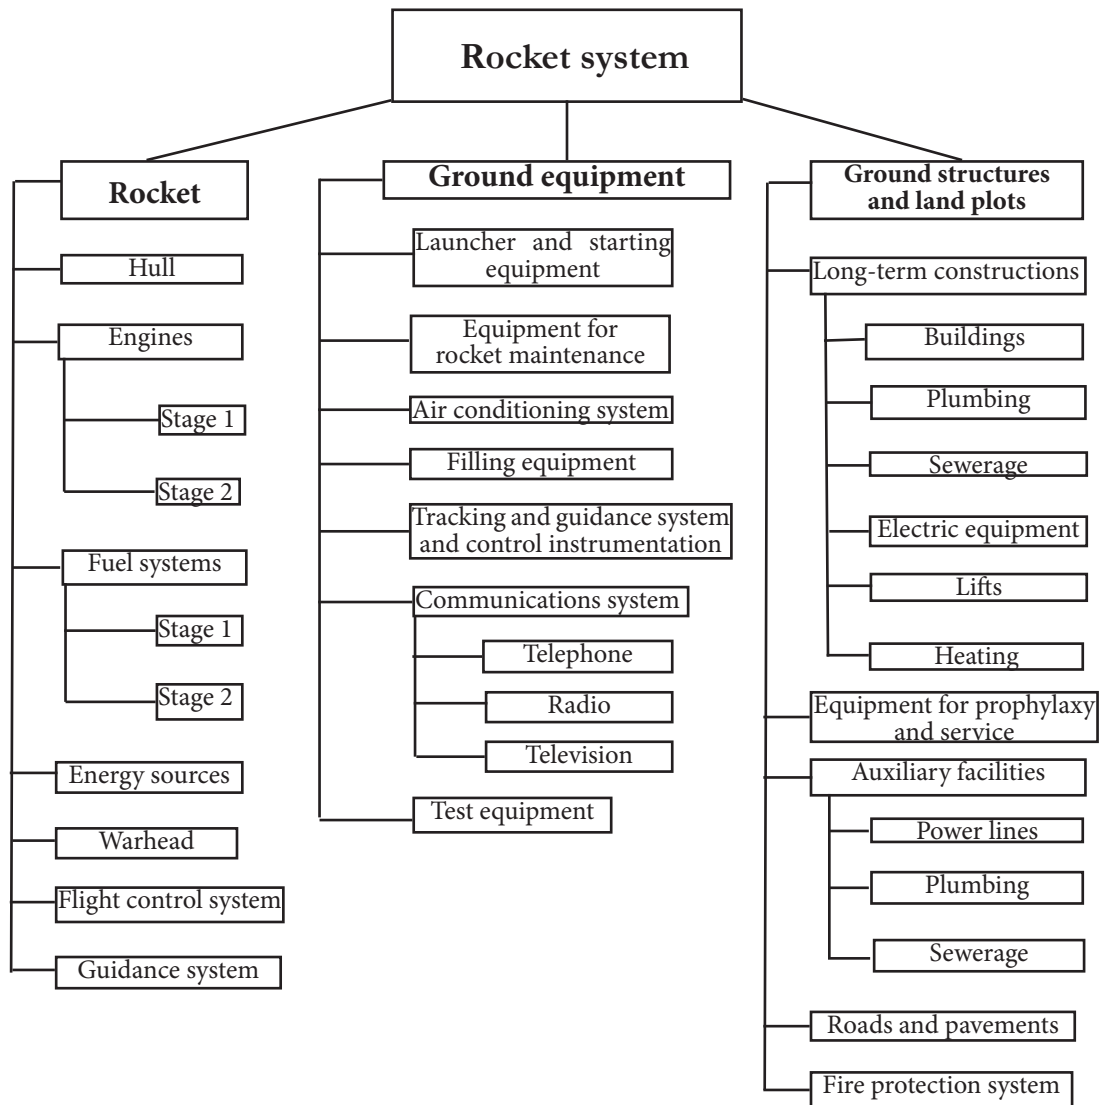 Rocket system
Rocket
Hull
Engines
Stage 1
Stage 2
Fuel systems
Stage 1
Stage 2
Energy sources
Warhead
Flight control system
Guidance system
Ground equipment
Launcher and starting
equipment
Equipment for
rocket maintenance
Air conditioning system
Filling equipment
Tracking and guidance system
and control instrumentation
Communications system
Telephone
Radio
Television
Test equipment
Ground structures
and land plots
Long-term constructions
Buildings
Plumbing
Sewerage
Electric equipment
Lifts
Heating
Equipment for prophylaxy
and service
Auxiliary facilities
Power lines
Plumbing
Sewerage
Roads and pavements
Fire protection system